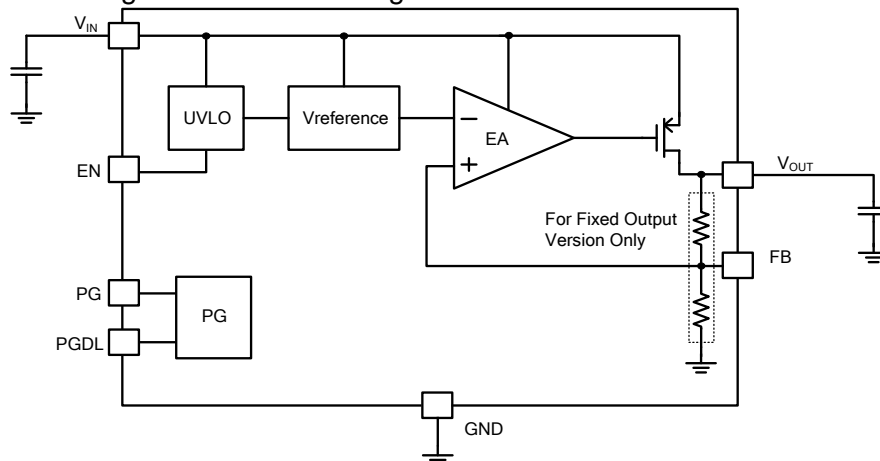 V_IN
UVLO
Vreference
−
EA
+
EN
V_OUT
For Fixed Output
Version Only
FB
PG
PG
PGDL
GND